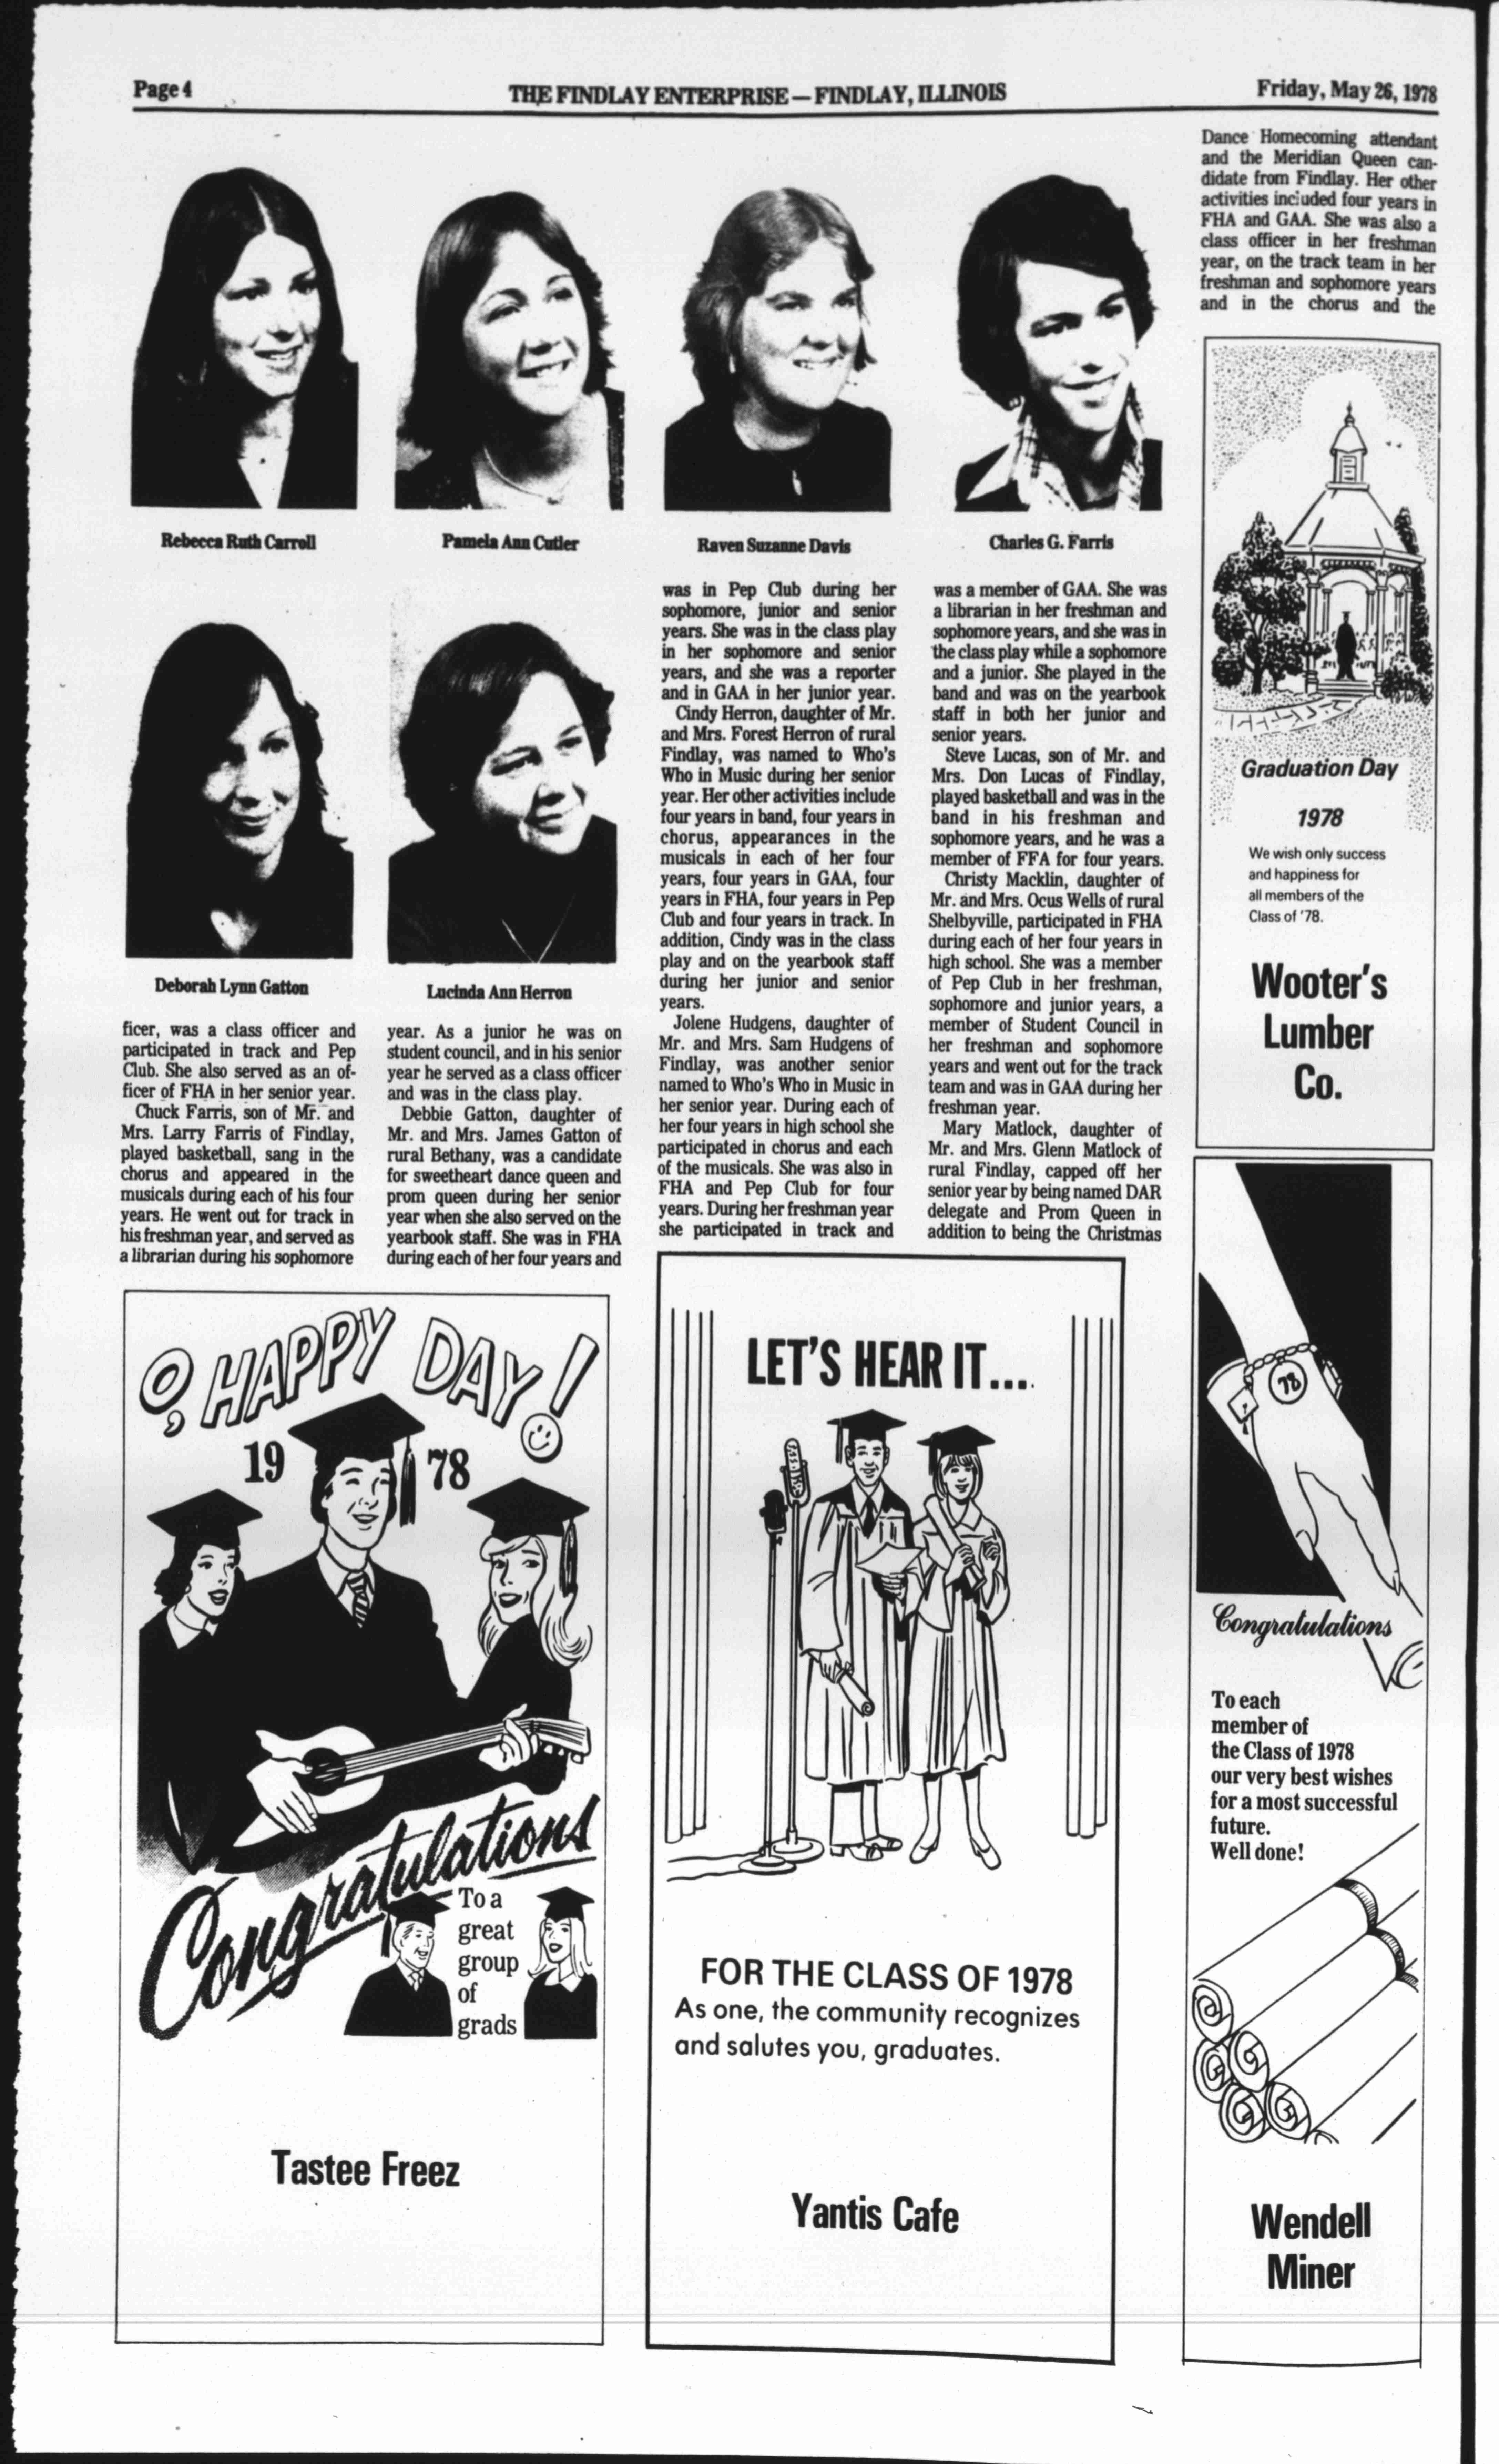 Page 4
THE FINDLAY ENTERPRISE — FINDLAY, ILLINOIS
Friday, May 26, 1978
Rebecca Ruth Carroll
Pamela Ann Cutler
Raven Suzanne Davis
Charles G. Farris
Deborah Lynn Gatton
Lucinda Ann Herron
ficer, was a class officer and
participated in track and Pep
Club. She also served as an of-
ficer of FHA in her senior year.
Chuck Farris, son of Mr. and
Mrs. Larry Farris of Findlay,
played basketball, sang in the
chorus and appeared in the
musicals during each of his four
years. He went out for track in
his freshman year, and served as
a librarian during his sophomore
year. As a junior he was on
student council, and in his senior
year he served as a class officer
and was in the class play.
Debbie Gatton, daughter of
Mr. and Mrs. James Gatton of
rural Bethany, was a candidate
for sweetheart dance queen and
prom queen during her senior
year when she also served on the
yearbook staff. She was in FHA
during each of her four years and
was in Pep Club during her
sophomore, junior and senior
years. She was in the class play
in her sophomore and senior
years, and she was a reporter
and in GAA in her junior year.
Cindy Herron, daughter of Mr.
and Mrs. Forest Herron of rural
Findlay, was named to Who's
Who in Music during her senior
year. Her other activities include
four years in band, four years in
chorus, appearances in the
musicals in each of her four
years, four years in GAA, four
years in FHA, four years in Pep
Club and four years in track. In
addition, Cindy was in the class
play and on the yearbook staff
during her junior and senior
years.
Jolene Hudgens, daughter of
Mr. and Mrs. Sam Hudgens of
Findlay, was another senior
named to Who's Who in Music in
her senior year. During each of
her four years in high school she
participated in chorus and each
of the musicals. She was also in
FHA and Pep Club for four
years. During her freshman year
she participated in track and
was a member of GAA. She was
a librarian in her freshman and
sophomore years, and she was in
the class play while a sophomore
and a junior. She played in the
band and was on the yearbook
staff in both her junior and
senior years.
Steve Lucas, son of Mr. and
Mrs. Don Lucas of Findlay,
played basketball and was in the
band in his freshman and
sophomore years, and he was a
member of FFA for four years.
Christy Macklin, daughter of
Mr. and Mrs. Ocus Wells of rural
Shelbyville, participated in FHA
during each of her four years in
high school. She was a member
of Pep Club in her freshman,
sophomore and junior years, a
member of Student Council in
her freshman and sophomore
years and went out for the track
team and was in GAA during her
freshman year.
Mary Matlock, daughter of
Mr. and Mrs. Glenn Matlock of
rural Findlay, capped off her
senior year by being named DAR
delegate and Prom Queen in
addition to being the Christmas
Dance Homecoming attendant
and the Meridian Queen can-
didate from Findlay. Her other
activities included four years in
FHA and GAA. She was also a
class officer in her freshman
year, on the track team in her
freshman and sophomore years
and in the chorus and the
Graduation Day
1978
We wish only success
and happiness for
all members of the
Class of '78.
Wooter's
Lumber
Co.
O, HAPPY DAY!
19 78
Congratulations
To a
great
group
of
grads
Tastee Freez
LET'S HEAR IT...
FOR THE CLASS OF 1978
As one, the community recognizes
and salutes you, graduates.
Yantis Cafe
78
Congratulations
To each
member of
the Class of 1978
our very best wishes
for a most successful
future.
Well done!
Wendell
Miner